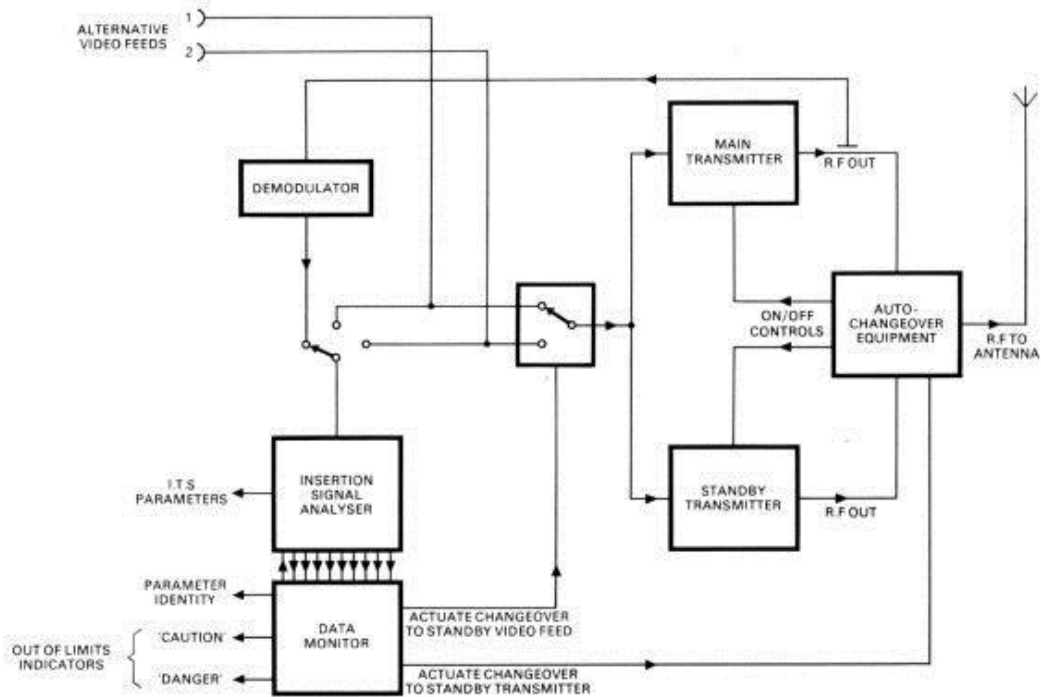 ALTERNATIVE
VIDEO FEEDS
1
2
DEMODULATOR
MAIN
TRANSMITTER
R.F OUT
AUTO-
CHANGEOVER
EQUIPMENT
ON/OFF
CONTROLS
R.F TO
ANTENNA
I.T.S
PARAMETERS
INSERTION
SIGNAL
ANALYSER
STANDBY
TRANSMITTER
R.F OUT
PARAMETER
IDENTITY
DATA
MONITOR
ACTUATE CHANGEOVER
TO STANDBY VIDEO FEED
OUT OF LIMITS
INDICATORS
'CAUTION'
'DANGER'
ACTUATE CHANGEOVER
TO STANDBY TRANSMITTER